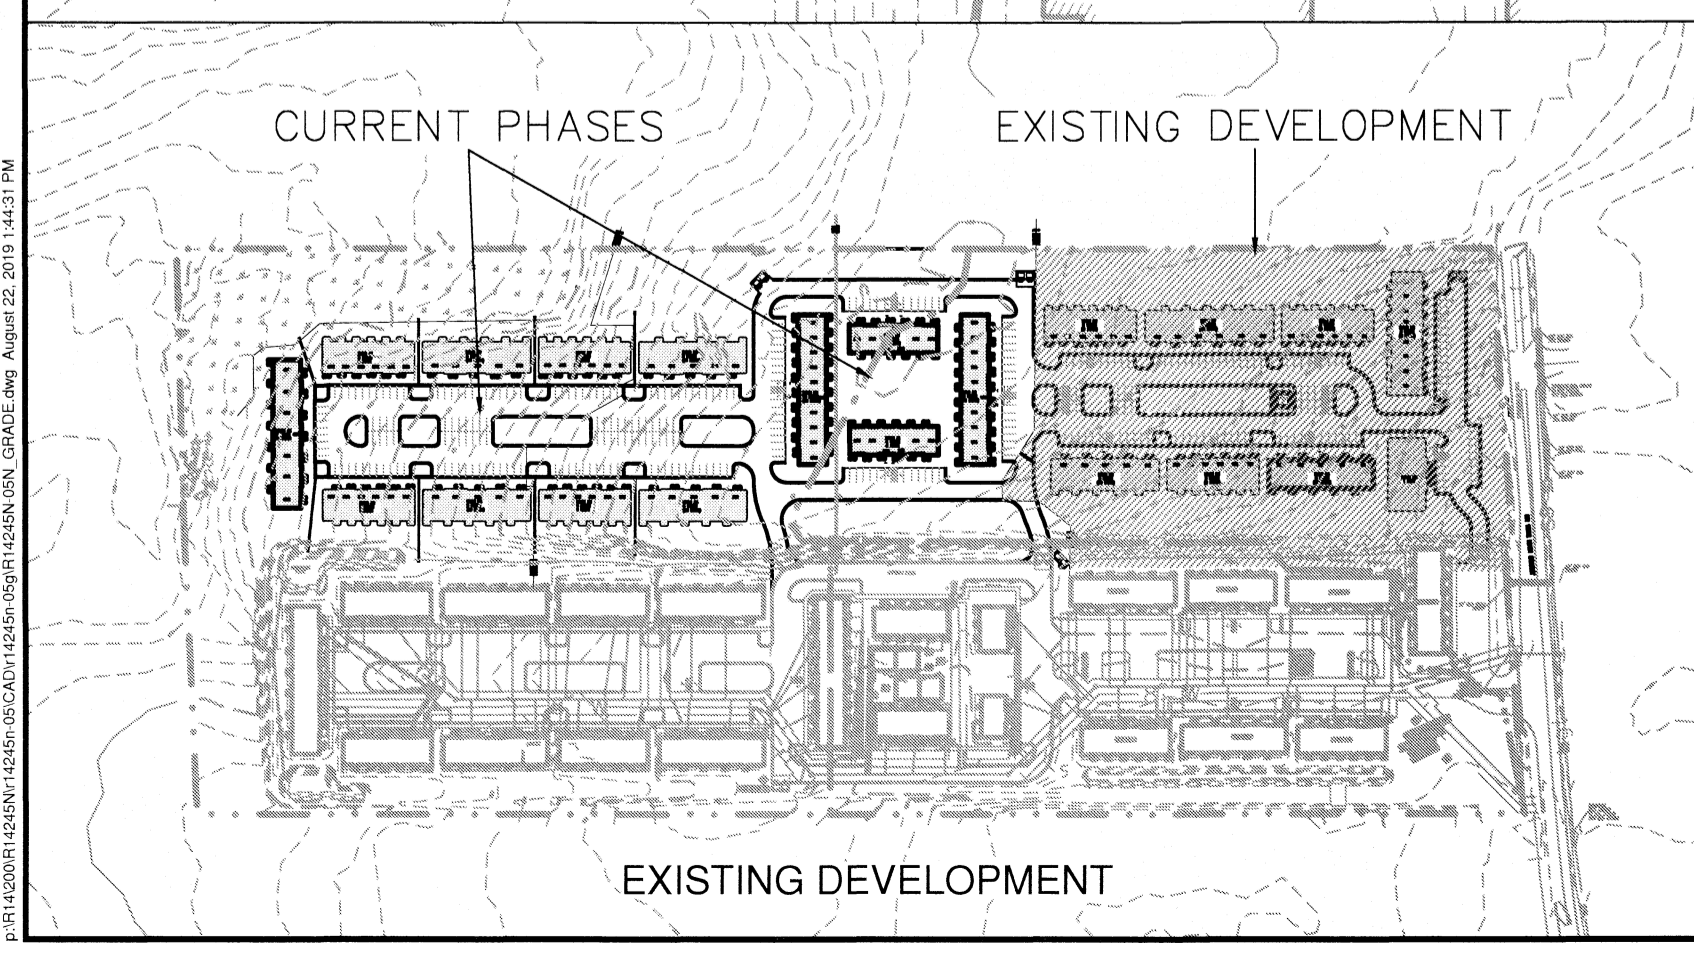 CURRENT PHASES
EXISTING DEVELOPMENT
EXISTING DEVELOPMENT
p:\R14\200\R14245N\r14245n-05\CAD\r14245n-05g\R14245N-05N_GRADE.dwg August 22, 2019 1:44:31 PM